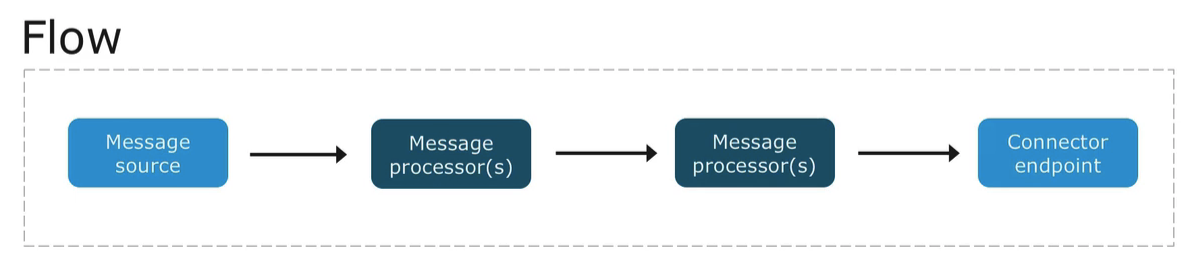 Flow
Message
source
Message
processor(s)
Message
processor(s)
Connector
endpoint